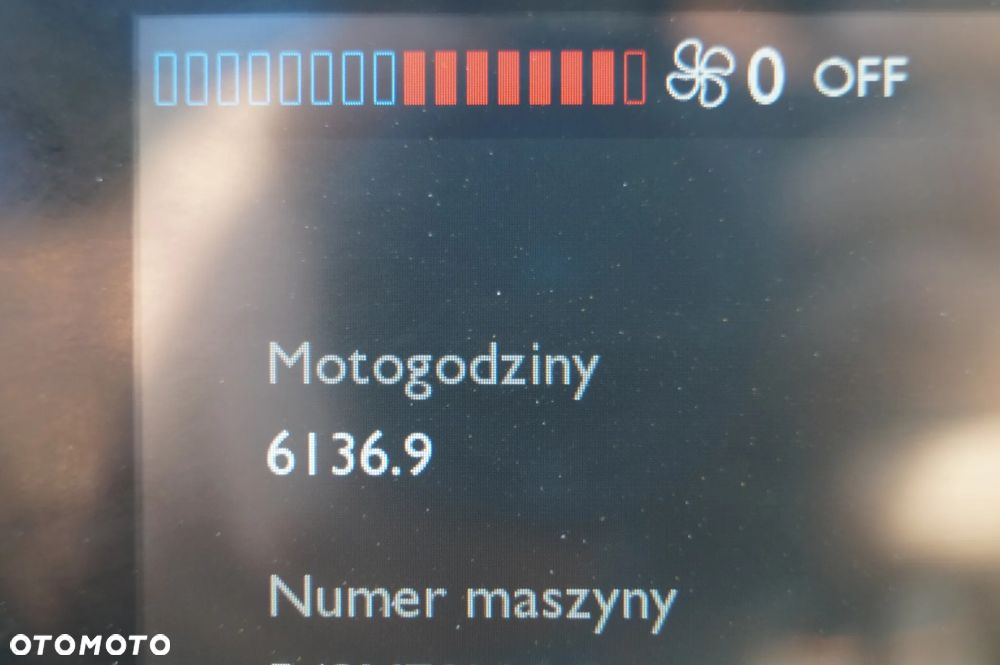 0 OFF
Motogodziny
6136.9
Numer maszyny
OTOMOTO